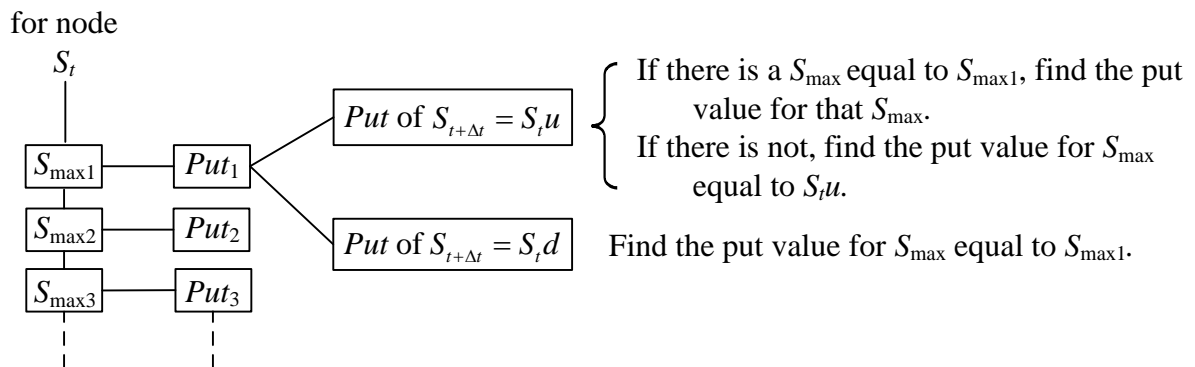 for node
S_t
S_max1
Put_1
S_max2
Put_2
S_max3
Put_3
Put of S_{t+Δt} = S_t u
If there is a S_max equal to S_max1, find the put
value for that S_max.
If there is not, find the put value for S_max
equal to S_t u.
Put of S_{t+Δt} = S_t d
Find the put value for S_max equal to S_max1.